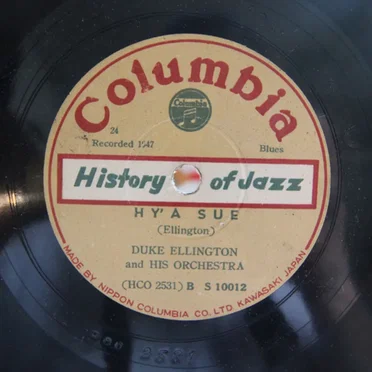 Columbia
Columbia
24
Recorded 1947
Blues
History of Jazz
HY'A SUE
(Ellington)
DUKE ELLINGTON
and HIS ORCHESTRA
(HCO 2531) B S 10012
MADE BY NIPPON COLUMBIA CO. LTD KAWASAKI JAPAN